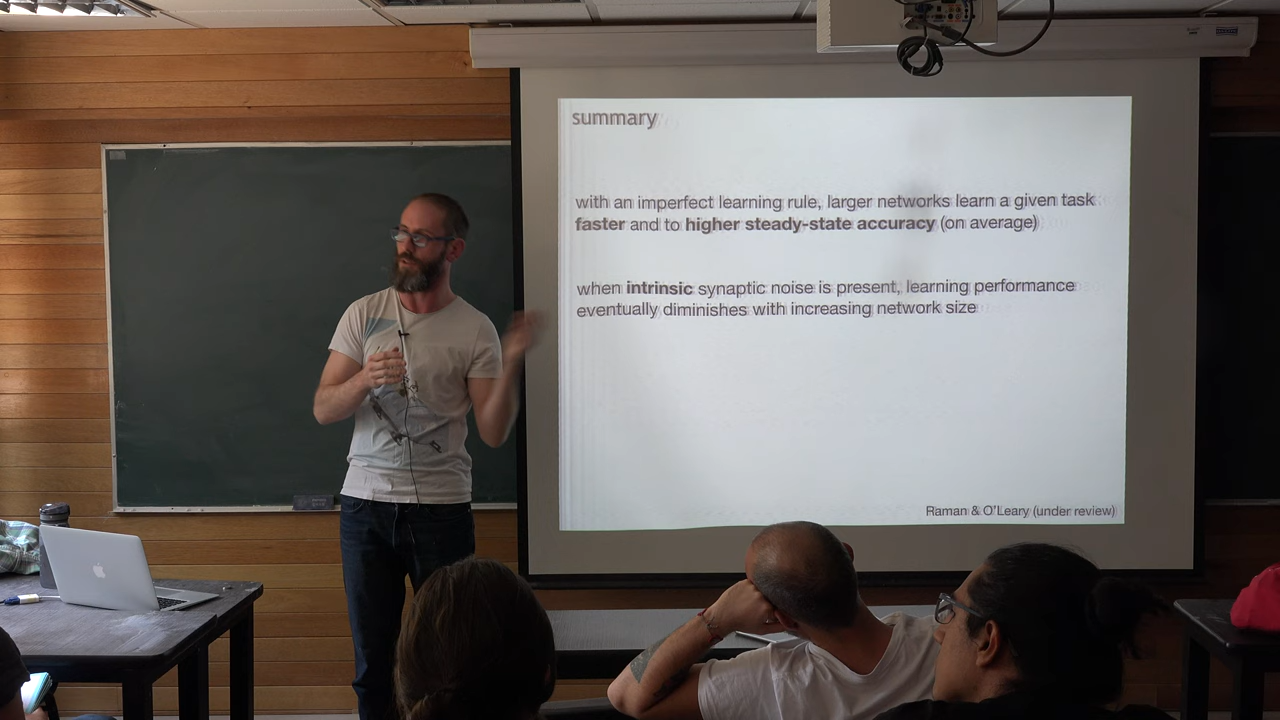 summary
with an imperfect learning rule, larger networks learn a given task
faster and to higher steady-state accuracy (on average)
when intrinsic synaptic noise is present, learning performance
eventually diminishes with increasing network size
Raman & O'Leary (under review)